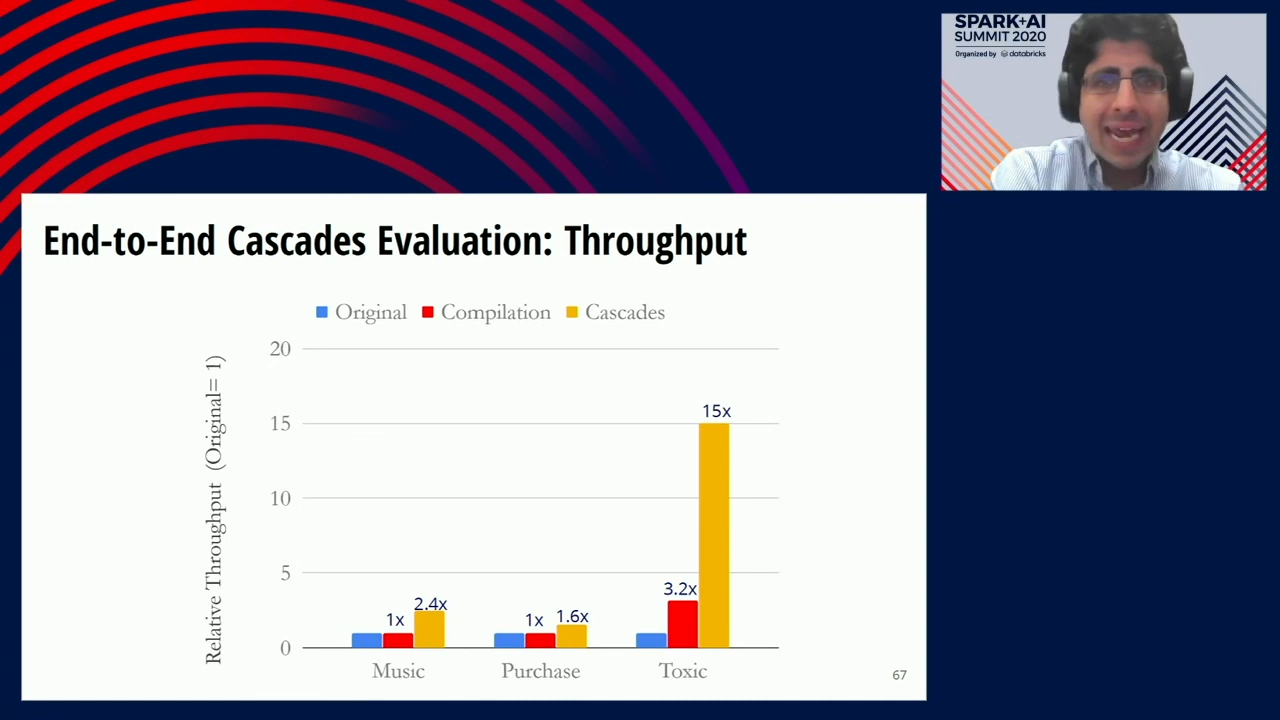 SPARK+AI
SUMMIT 2020
Organized by databricks
End-to-End Cascades Evaluation: Throughput
Original Compilation Cascades
Relative Throughput (Original= 1)
20
15
10
5
0
1x 2.4x
1x 1.6x
3.2x
15x
Music Purchase Toxic
67